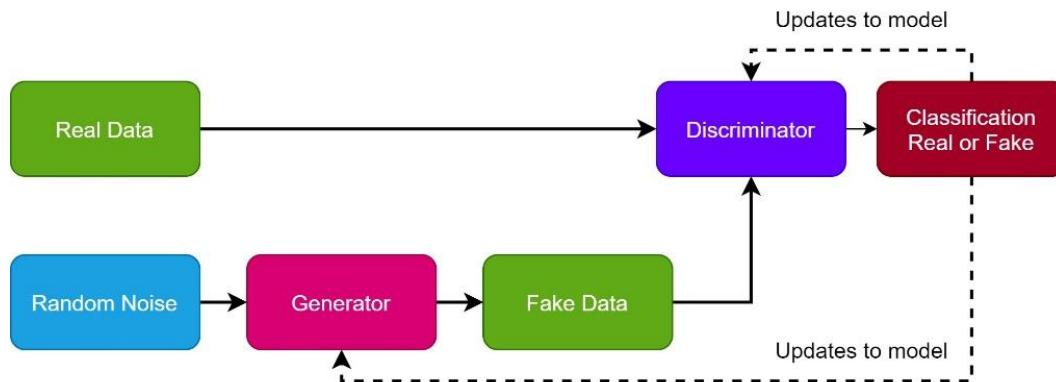 Updates to model
Real Data
Discriminator
Classification
Real or Fake
Random Noise
Generator
Fake Data
Updates to model